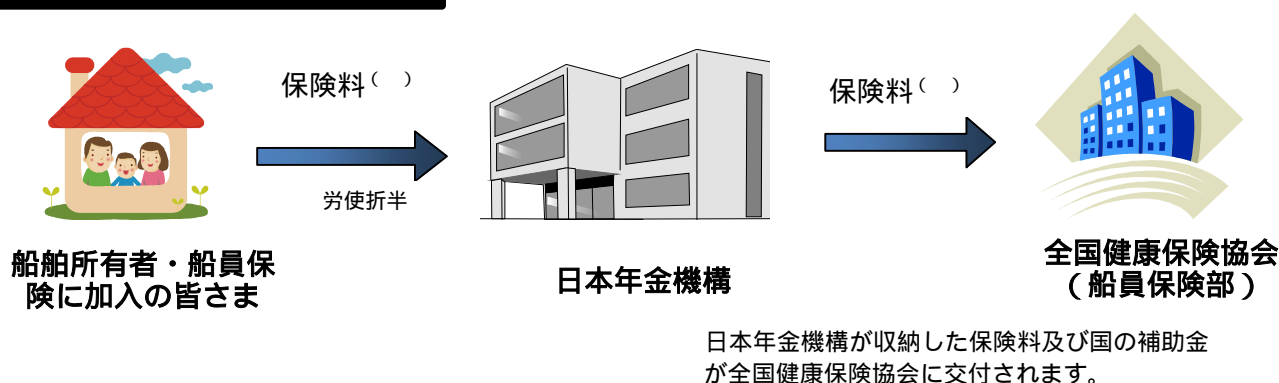 保険料（　）
保険料（　）
労使折半
船舶所有者・船員保
険に加入の皆さま
日本年金機構
全国健康保険協会
（船員保険部）
日本年金機構が収納した保険料及び国の補助金
が全国健康保険協会に交付されます。